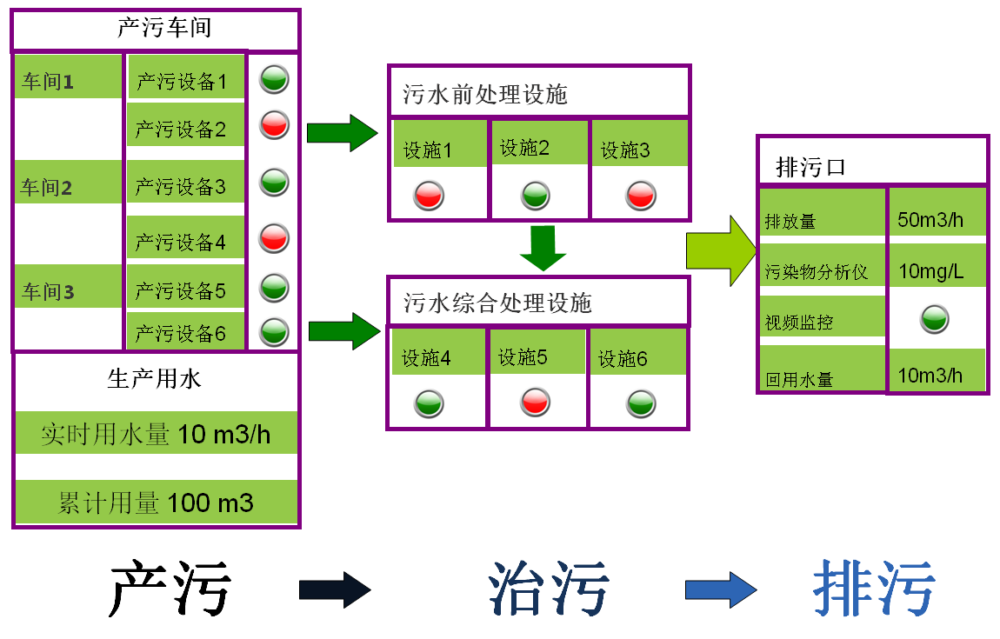 产污车间
车间1 产污设备1
产污设备2
车间2 产污设备3
产污设备4
车间3 产污设备5
产污设备6
生产用水
实时用水量 10 m3/h
累计用量 100 m3
污水前处理设施
设施1 设施2 设施3
污水综合处理设施
设施4 设施5 设施6
排污口
排放量 50m3/h
污染物分析仪 10mg/L
视频监控
回用水量 10m3/h
产污 治污 排污